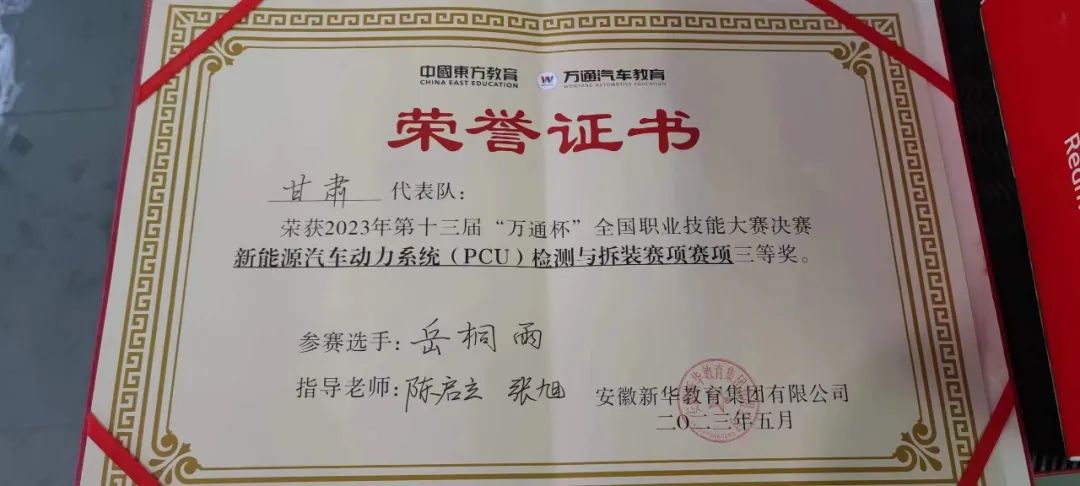 中國東方教育 万通汽车教育
CHINA EAST EDUCATION WONTONE AUTOMOTIVE EDUCATION
荣誉证书
甘肃 代表队：
荣获2023年第十三届“万通杯”全国职业技能大赛决赛
新能源汽车动力系统（PCU）检测与拆装赛项赛项三等奖。
参赛选手：岳桐雨
指导老师：陈启立 张旭
安徽新华教育集团有限公司
二〇二三年五月
Redm